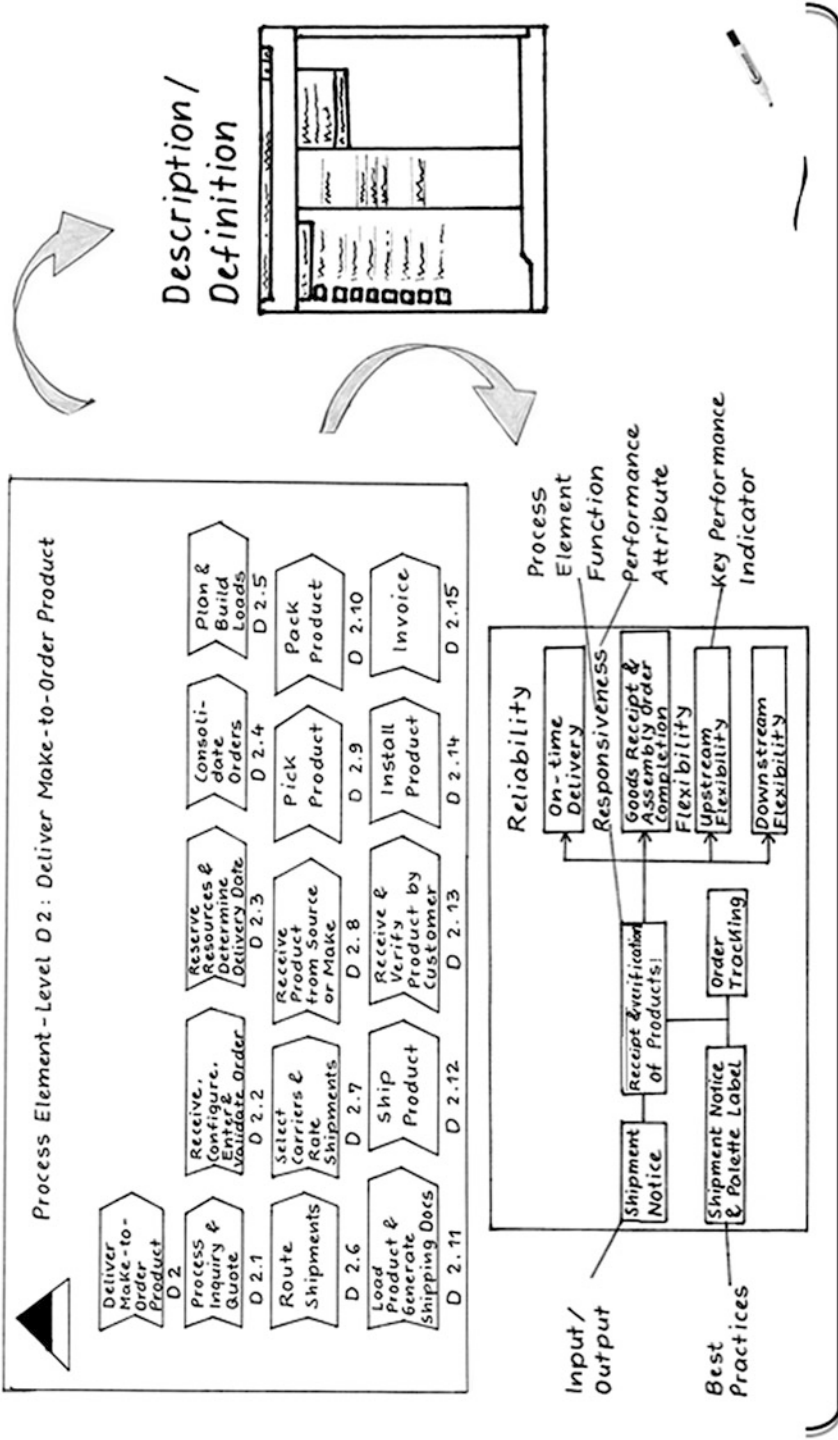 Process Element-Level D2: Deliver Make-to-Order Product
Deliver
Make-to-
Order
Product
D2
Process
Inquiry &
Quote
D 2.1
Receive,
Configure,
Enter &
Validate Order
D 2.2
Reserve
Resources &
Determine
Delivery Date
D 2.3
Consoli-
date
Orders
D 2.4
Plan &
Build
Loads
D 2.5
Route
Shipments
D 2.6
Select
Carriers &
Rate
Shipments
D 2.7
Receive
Product
from Source
or Make
D 2.8
Pick
Product
D 2.9
Pack
Product
D 2.10
Load
Product &
Generate
Shipping Docs
D 2.11
Ship
Product
D 2.12
Receive &
Verify
Product by
Customer
D 2.13
Install
Product
D 2.14
Invoice
D 2.15
Description/
Definition
Input/
Output
Best
Practices
Shipment
Notice
Receipt & verification
of Products!
Shipment Notice
& Palette Label
Order
Tracking
Reliability
On-time
Delivery
Responsiveness
Goods Receipt &
Assembly Order
Completion
Flexibility
Upstream
Flexibility
Downstream
Flexibility
Process
Element
Function
Performance
Attribute
Key Performance
Indicator